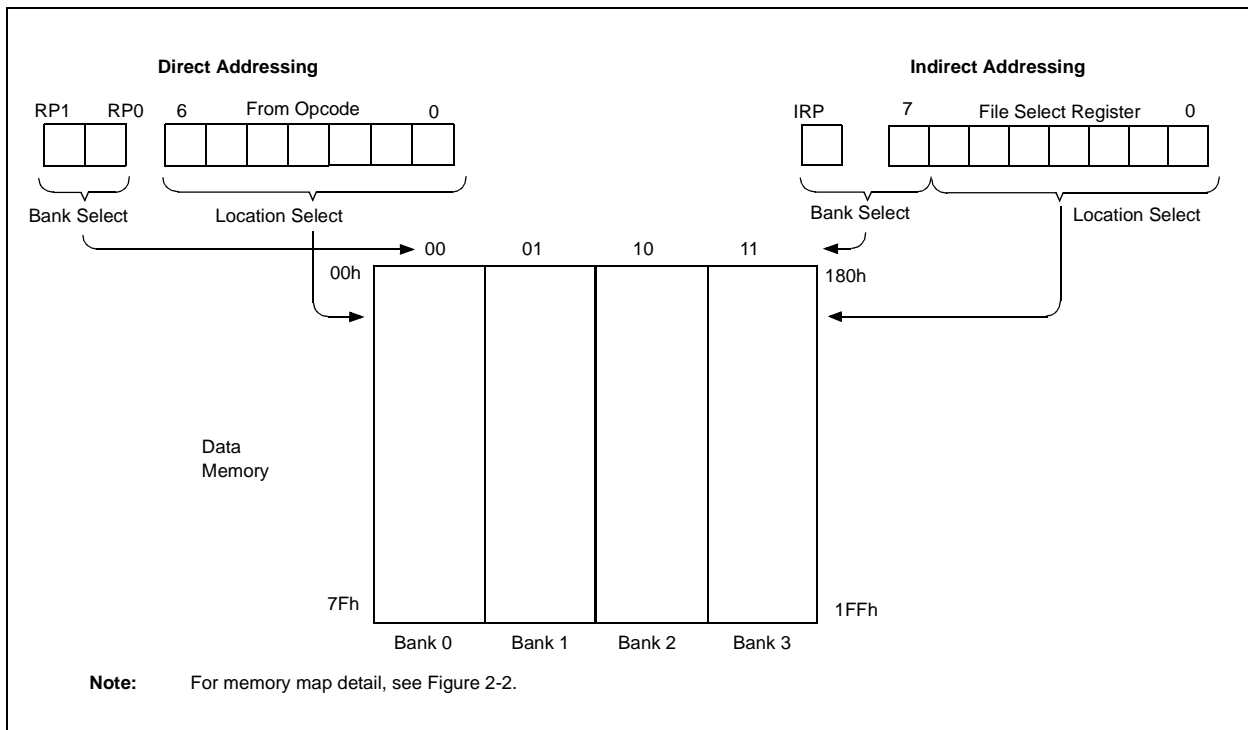 Direct Addressing
Indirect Addressing
RP1 RP0 6 From Opcode 0
IRP 7 File Select Register 0
Bank Select Location Select
Bank Select Location Select
00 01 10 11
00h 180h
Data
Memory
7Fh 1FFh
Bank 0 Bank 1 Bank 2 Bank 3
Note: For memory map detail, see Figure 2-2.